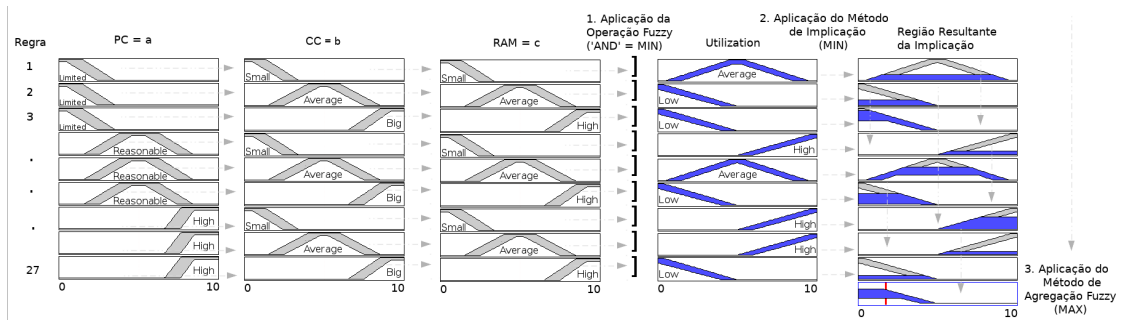 1. Aplicação da
Operação Fuzzy
('AND' = MIN)
2. Aplicação do Método
de Implicação
(MIN)
Regra
PC = a
CC = b
RAM = c
Utilization
Região Resultante
da Implicação
1
Limited
Small
Small
Average
2
Limited
Average
Average
Low
3
Limited
Big
High
Low
Reasonable
Small
Small
High
.
Reasonable
Average
Average
Average
.
Reasonable
Big
High
Low
.
High
Small
Small
High
High
Average
Average
High
27
High
Big
High
Low
0 10
0 10
0 10
0 10
0 10
3. Aplicação do
Método de
Agregação Fuzzy
(MAX)